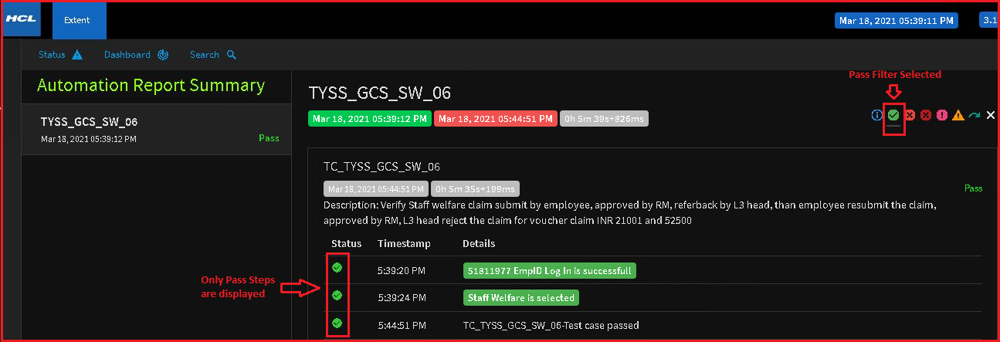 HCL
Extent
Mar 18, 2021 05:39:11 PM
3.1
Status
Dashboard
Search
Automation Report Summary
TYSS_GCS_SW_06
Mar 18, 2021 05:39:12 PM
Pass
TYSS_GCS_SW_06
Mar 18, 2021 05:39:12 PM
Mar 18, 2021 05:44:51 PM
0h 5m 39s+826ms
Pass Filter Selected
TC_TYSS_GCS_SW_06
Mar 18, 2021 05:44:51 PM
0h 5m 35s+199ms
Pass
Description: Verify Staff welfare claim submit by employee, approved by RM, referback by L3 head, than employee resubmit the claim,
approved by RM, L3 head reject the claim for voucher claim INR 21001 and 52500
Status Timestamp Details
5:39:20 PM 51811977 EmpID Log In is successfull
5:39:24 PM Staff Welfare is selected
5:44:51 PM TC_TYSS_GCS_SW_06-Test case passed
Only Pass Steps
are displayed